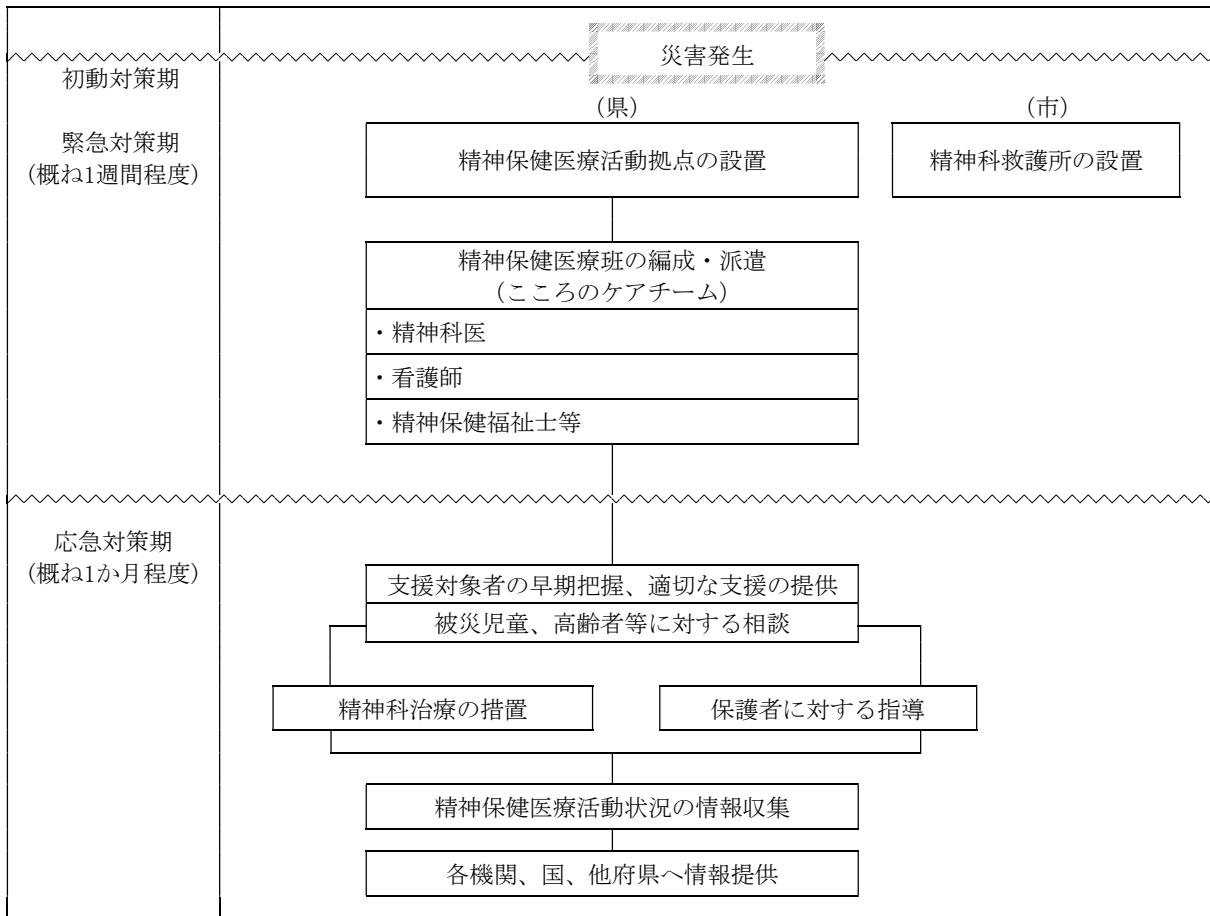 災害発生
初動対策期
(県)
(市)
緊急対策期
(概ね1週間程度)
精神保健医療活動拠点の設置
精神科救護所の設置
精神保健医療班の編成・派遣
(こころのケアチーム)
・精神科医
・看護師
・精神保健福祉士等
応急対策期
(概ね1か月程度)
支援対象者の早期把握、適切な支援の提供
被災児童、高齢者等に対する相談
精神科治療の措置
保護者に対する指導
精神保健医療活動状況の情報収集
各機関、国、他府県へ情報提供